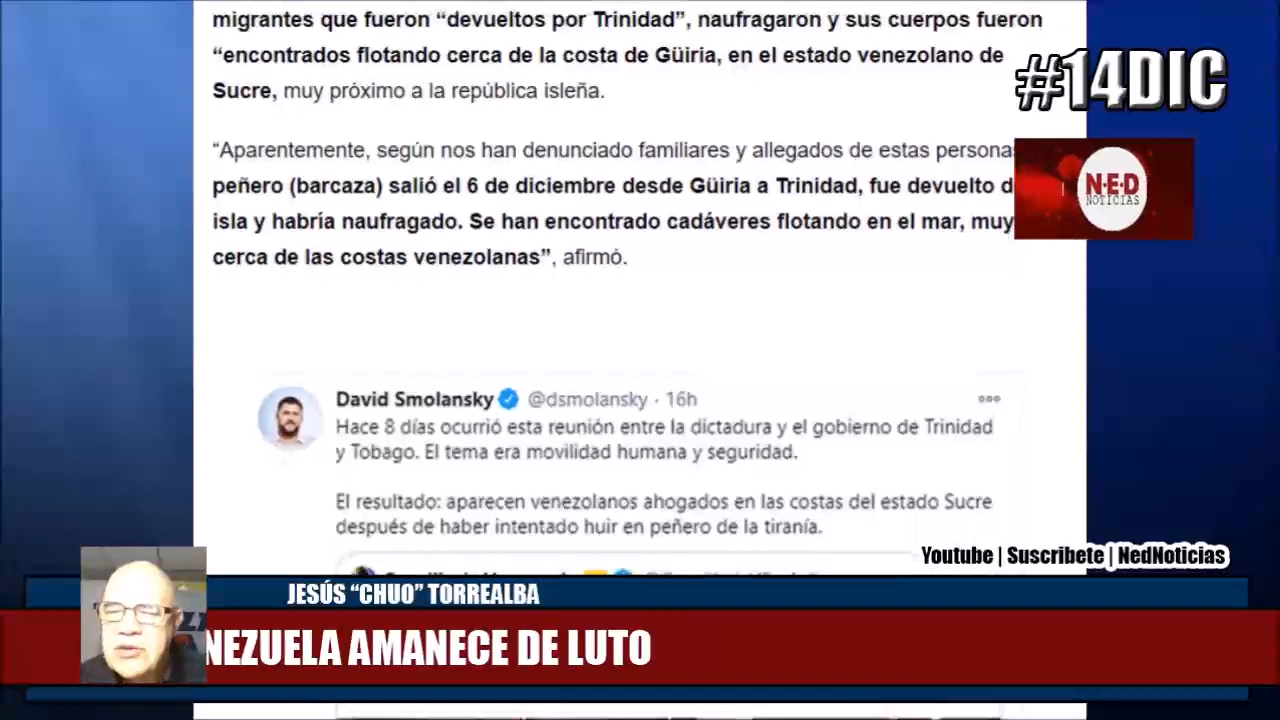 migrantes que fueron “devueltos por Trinidad”, naufragaron y sus cuerpos fueron
“encontrados flotando cerca de la costa de Güiria, en el estado venezolano de
Sucre, muy próximo a la república isleña.
#14DIC
“Aparentemente, según nos han denunciado familiares y allegados de estas
peñero (barcaza) salió el 6 de diciembre desde Güiria a Trinidad, fue devuelto
isla y habría naufragado. Se han encontrado cadáveres flotando en el mar, muy
cerca de las costas venezolanas”, afirmó.
N·E·D
NOTICIAS
David Smolansky @dsmolansky · 16h
Hace 8 días ocurrió esta reunión entre la dictadura y el gobierno de Trinidad
y Tobago. El tema era movilidad humana y seguridad.
El resultado: aparecen venezolanos ahogados en las costas del estado Sucre
después de haber intentado huir en peñero de la tiranía.
Youtube | Suscribete | NedNoticias
JESÚS “CHUO” TORREALBA
NEZUELA AMANECE DE LUTO